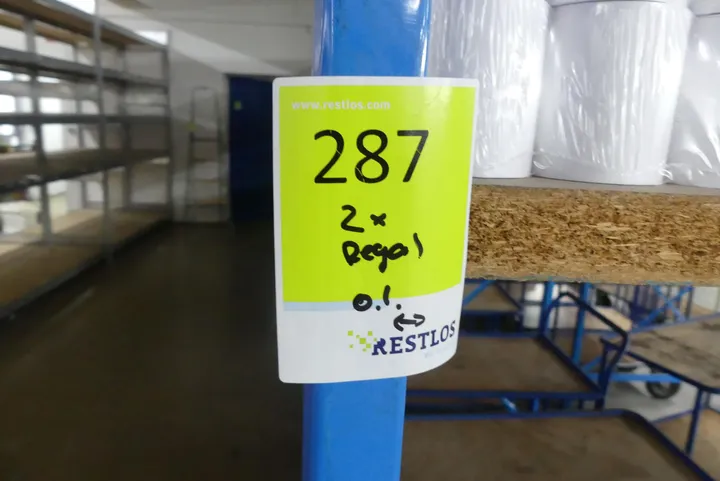 www.restlos.com
287
2x
Regal
o.I.
↔
RESTLOS